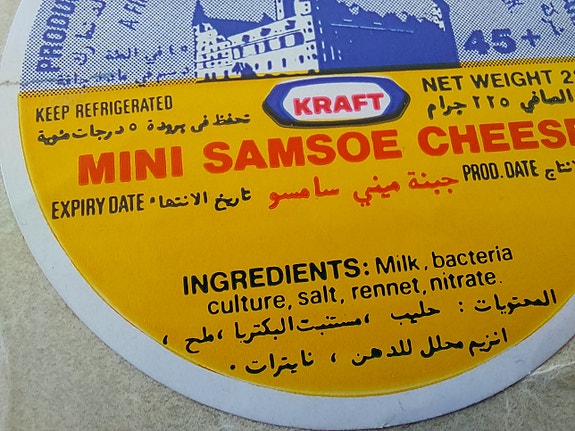 45+
KEEP REFRIGERATED
KRAFT
NET WEIGHT 2
تحفظ في برودة ٥ درجات مئوية
الصافي ٢٢٥ جرام
MINI SAMSOE CHEESE
EXPIRY DATE تاريخ الانتهاء
جبنة ميني سامسو
PROD. DATE
INGREDIENTS: Milk, bacteria
culture, salt, rennet, nitrate.
المحتويات : حليب ، مستنبت البكتريا ، ملح ،
انزيم محلل للدهن ، نايترات .